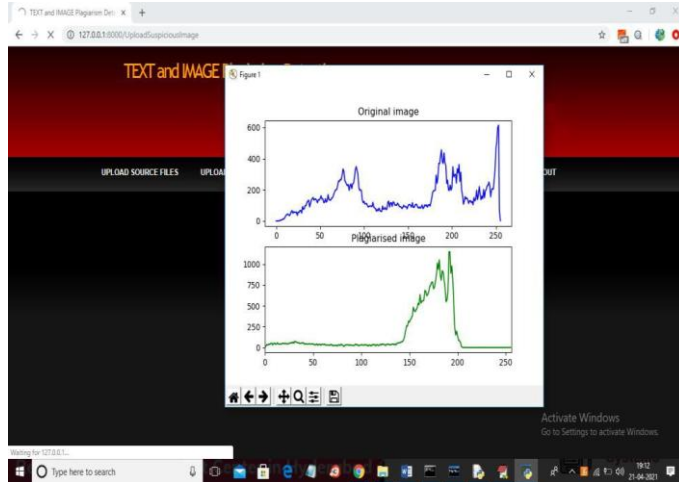 TEXT and IMAGE Plagiarism Det
127.0.0.1:8000/UploadSuspiciousImage
TEXT and IMAGE
Figure 1
UPLOAD SOURCE FILES
Original image
600
400
200
0
0 50 100 150 200 250
Plagiarised image
1000
750
500
250
0
0 50 100 150 200 250
Activate Windows
Go to Settings to activate Windows.
Waiting for 127.0.0.1...
Type here to search
19:12
21-04-2021